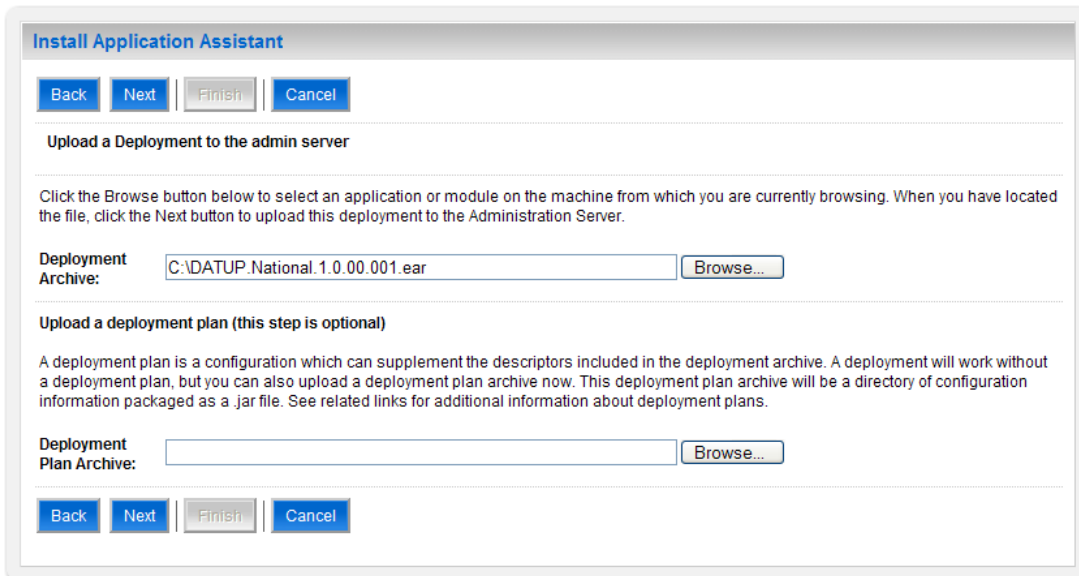 Install Application Assistant
Back Next Finish Cancel
Upload a Deployment to the admin server
Click the Browse button below to select an application or module on the machine from which you are currently browsing. When you have located
the file, click the Next button to upload this deployment to the Administration Server.
Deployment
Archive:
C:\DATUP.National.1.0.00.001.ear Browse...
Upload a deployment plan (this step is optional)
A deployment plan is a configuration which can supplement the descriptors included in the deployment archive. A deployment will work without
a deployment plan, but you can also upload a deployment plan archive now. This deployment plan archive will be a directory of configuration
information packaged as a .jar file. See related links for additional information about deployment plans.
Deployment
Plan Archive:
Browse...
Back Next Finish Cancel